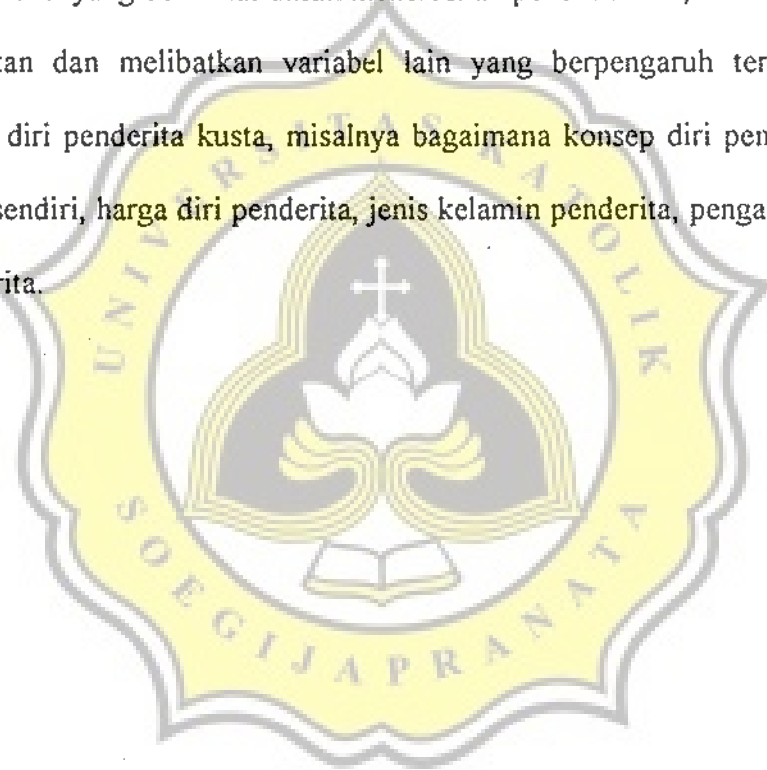 yang
tan dan melibatkan variabel lain yang berpengaruh ter
diri penderita kusta, misalnya bagaimana konsep diri pen
sendiri, harga diri penderita, jenis kelamin penderita, penga
rita.
UNIVERSITAS KATOLIK
SOEGIJAPRANATA